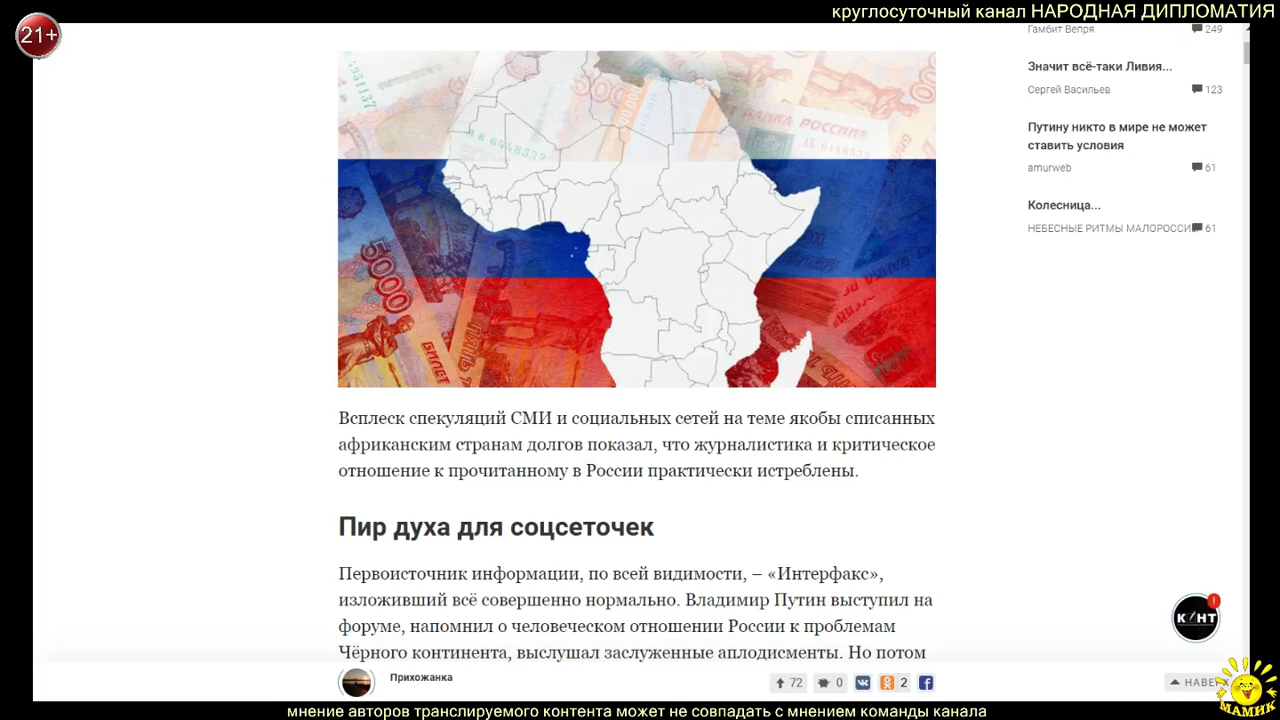 круглосуточный канал НАРОДНАЯ ДИПЛОМАТИЯ
21+
Гамбит Вепря 249
Значит всё-таки Ливия...
Сергей Васильев 123
Путину никто в мире не может
ставить условия
amurweb 61
Колесница...
НЕБЕСНЫЕ РИТМЫ МАЛОРОССИ 61
БАНКА РОССИИ
5000
Всплеск спекуляций СМИ и социальных сетей на теме якобы списанных
африканским странам долгов показал, что журналистика и критическое
отношение к прочитанному в России практически истреблены.
Пир духа для соцсеточек
Первоисточник информации, по всей видимости, – «Интерфакс»,
изложивший всё совершенно нормально. Владимир Путин выступил на
форуме, напомнил о человеческом отношении России к проблемам
Чёрного континента, выслушал заслуженные аплодисменты. Но потом
К/НТ
!
Прихожанка
72 0 2
НАВЕ
МАМИК
мнение авторов транслируемого контента может не совпадать с мнением команды канала